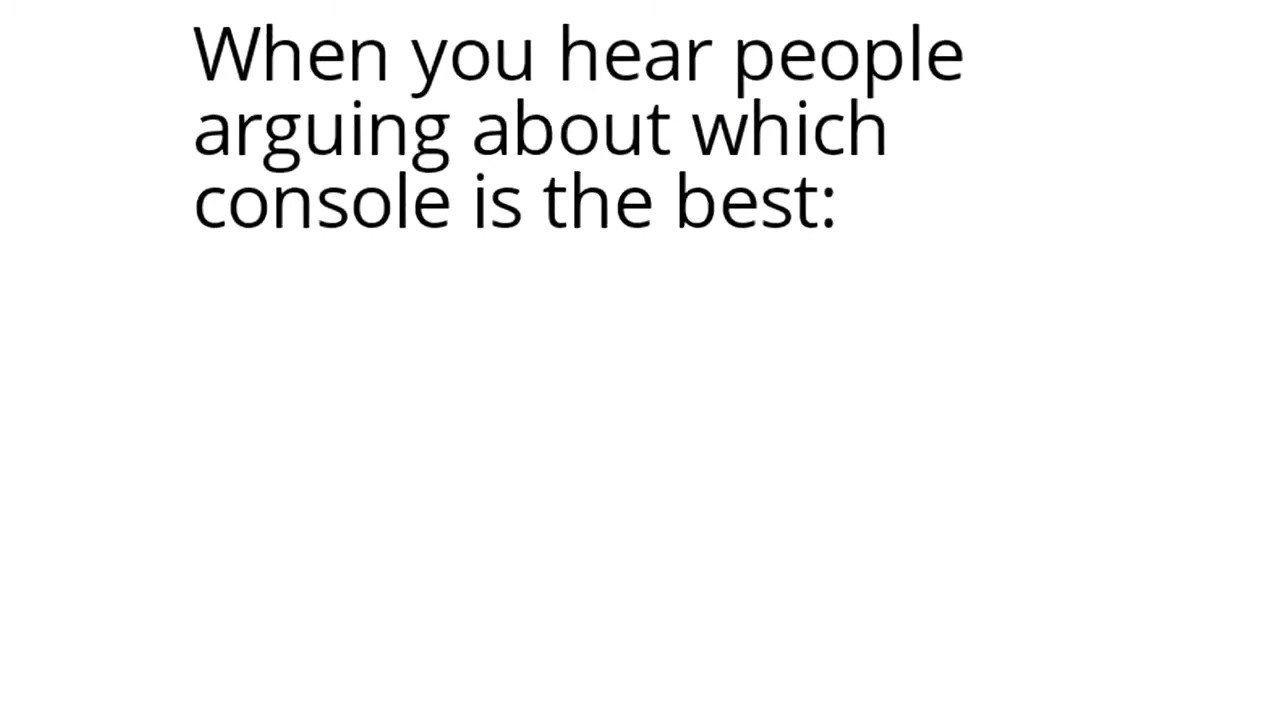 When you hear people
arguing about which
console is the best: